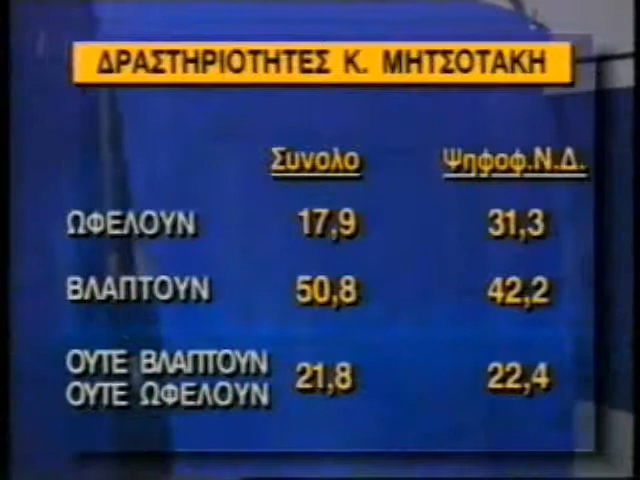 ΔΡΑΣΤΗΡΙΟΤΗΤΕΣ Κ. ΜΗΤΣΟΤΑΚΗ
Συνολο Ψηφοφ.Ν.Δ.
ΩΦΕΛΟΥΝ 17,9 31,3
ΒΛΑΠΤΟΥΝ 50,8 42,2
ΟΥΤΕ ΒΛΑΠΤΟΥΝ
ΟΥΤΕ ΩΦΕΛΟΥΝ 21,8 22,4